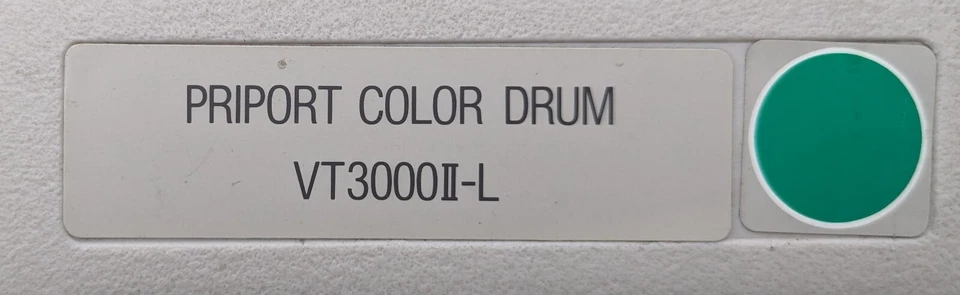 PRIPORT COLOR DRUM
VT3000Ⅱ-L